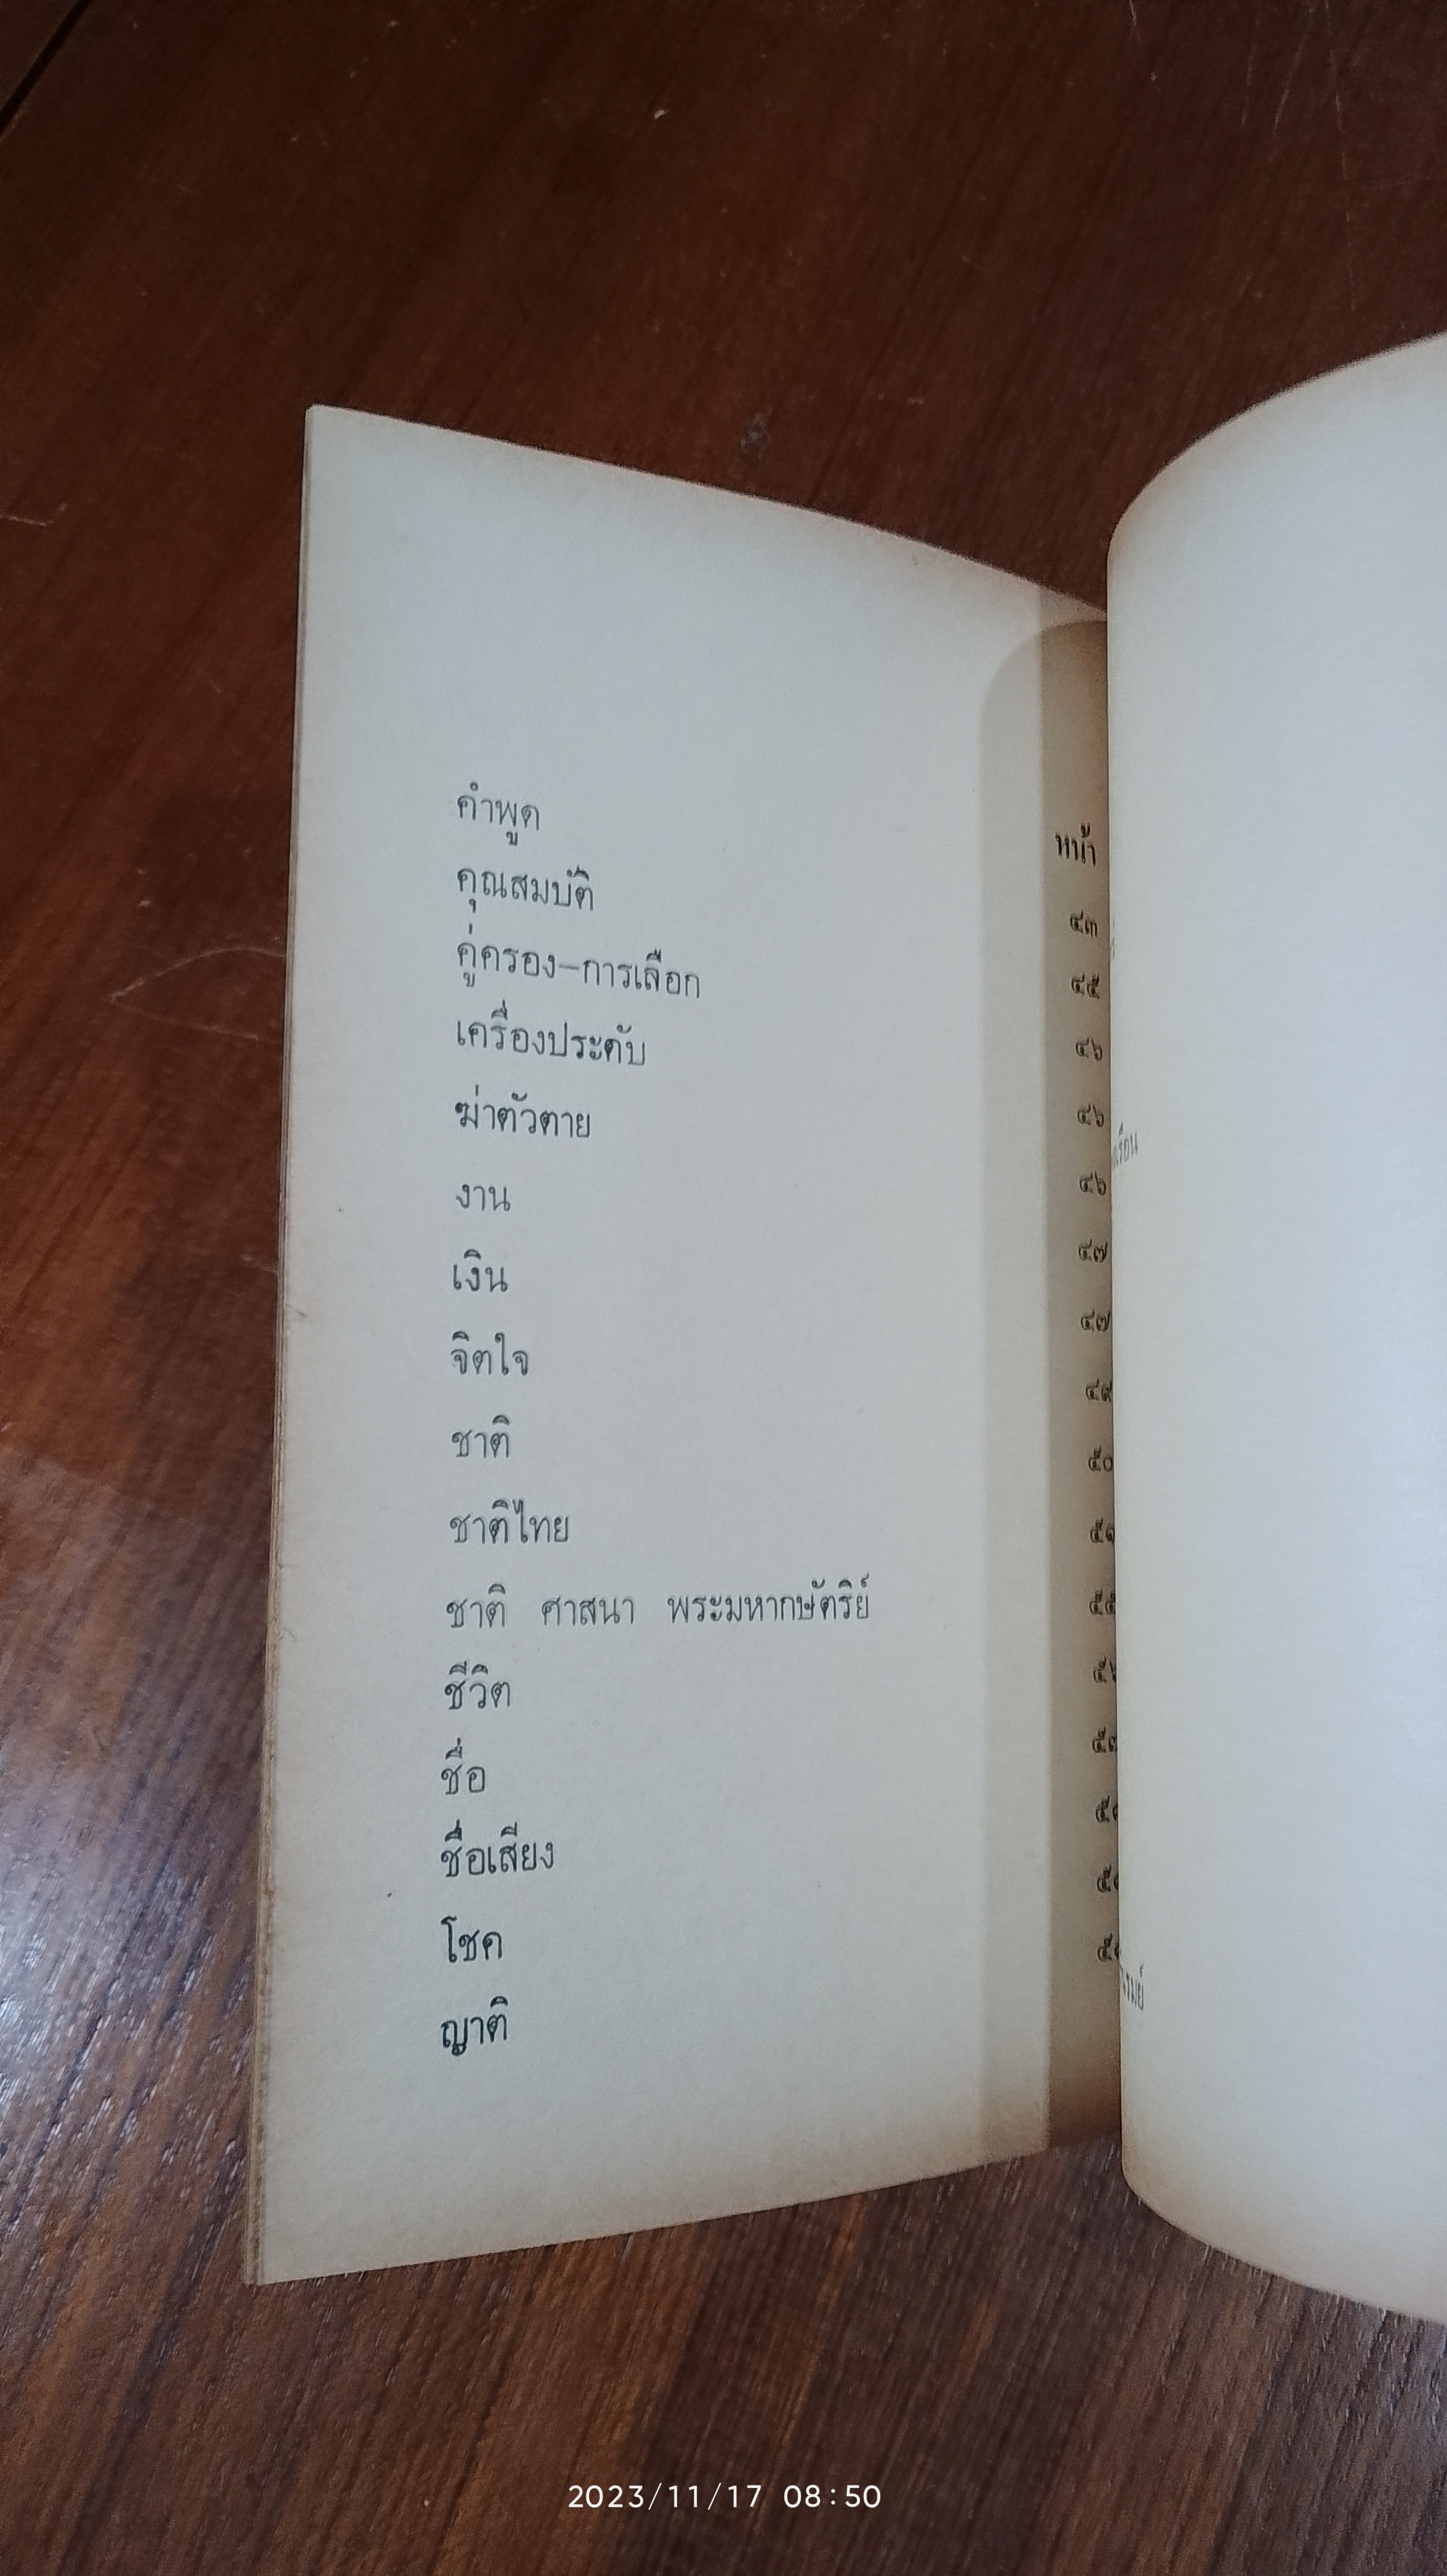 หน้า
คำพูด ๔๓
คุณสมบัติ ๔๕
คู่ครอง–การเลือก ๔๖
เครื่องประดับ ๔๖
ฆ่าตัวตาย ๔๖
งาน ๔๗
เงิน ๔๗
จิตใจ ๔๙
ชาติ ๕๐
ชาติไทย ๕๑
ชาติ ศาสนา พระมหากษัตริย์
ชีวิต
ชื่อ
ชื่อเสียง
โชค
ญาติ
2023/11/17 08:50